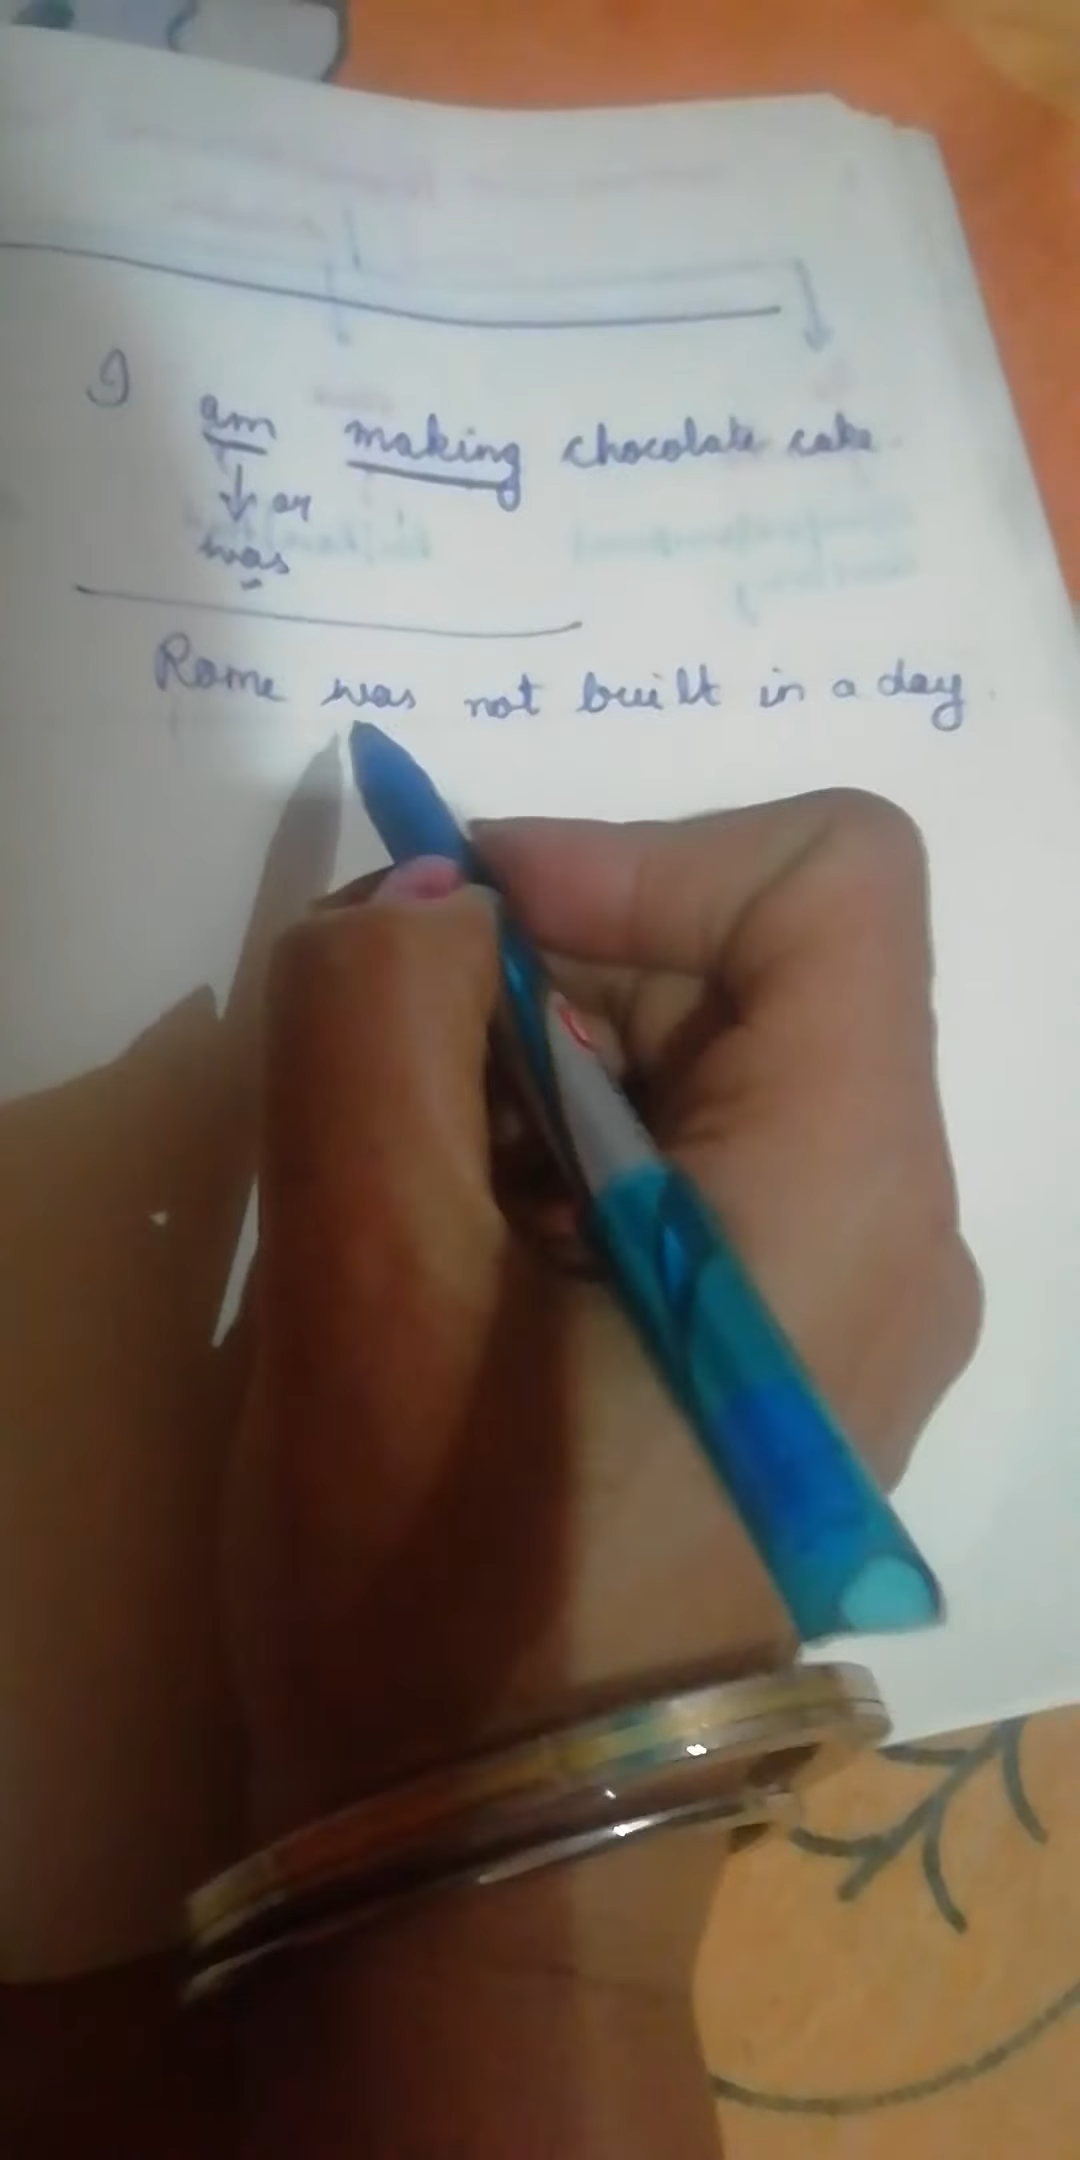 I am making chocolate cake.
↓ or
was
Rome was not built in a day.